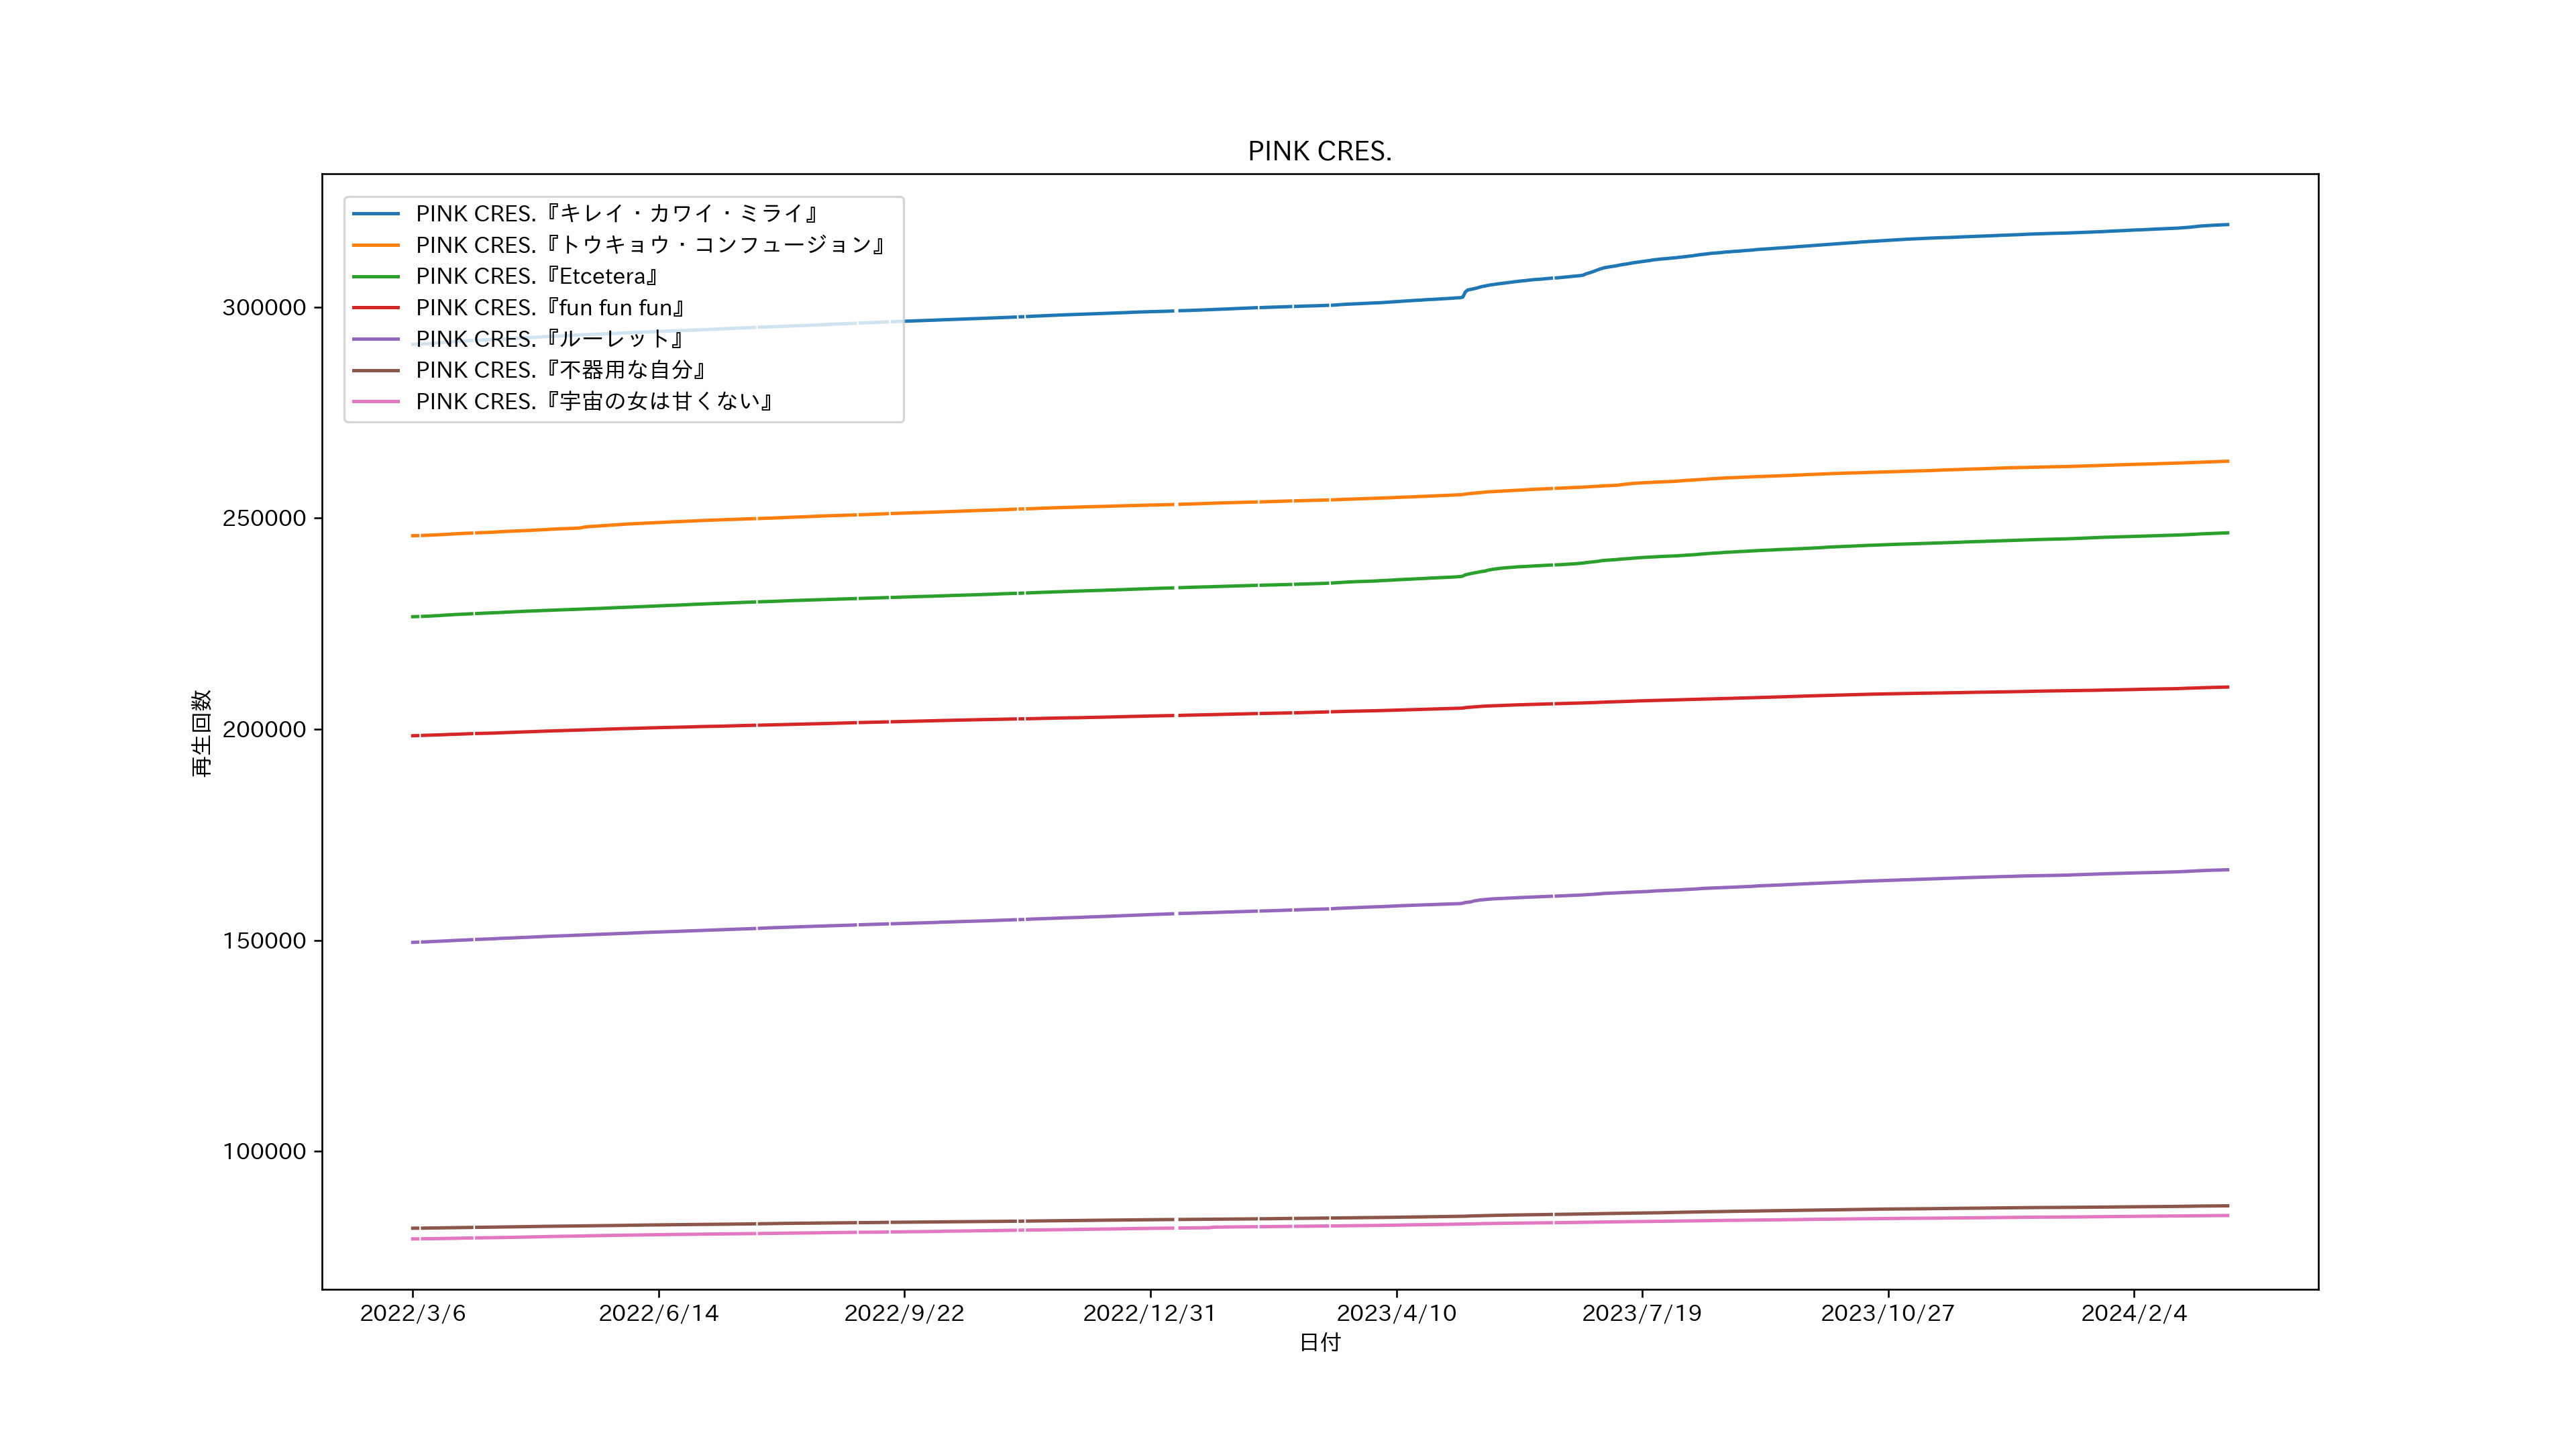 PINK CRES.
PINK CRES.『キレイ・カワイ・ミライ』
PINK CRES.『トウキョウ・コンフュージョン』
PINK CRES.『Etcetera』
PINK CRES.『fun fun fun』
PINK CRES.『ルーレット』
PINK CRES.『不器用な自分』
PINK CRES.『宇宙の女は甘くない』
再生回数
300000
250000
200000
150000
100000
2022/3/6
2022/6/14
2022/9/22
2022/12/31
2023/4/10
2023/7/19
2023/10/27
2024/2/4
日付